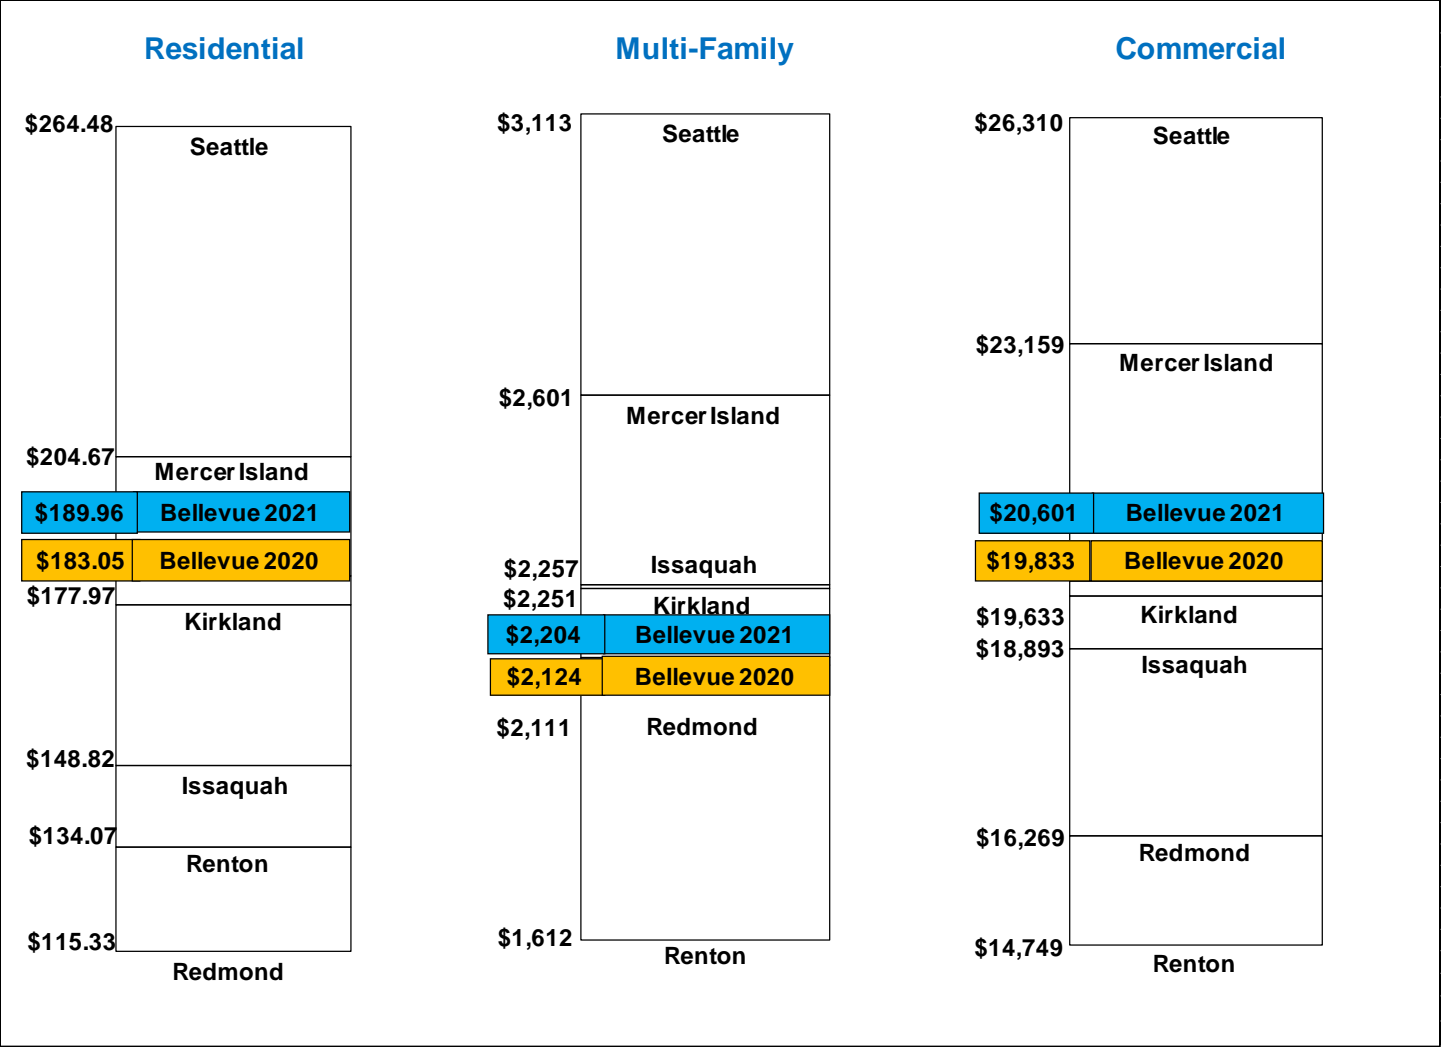 Residential
$264.48
Seattle
$204.67
Mercer Island
$189.96 Bellevue 2021
$183.05 Bellevue 2020
$177.97
Kirkland
$148.82
Issaquah
$134.07
Renton
$115.33
Redmond
Multi-Family
$3,113
Seattle
$2,601
Mercer Island
Issaquah
$2,257
$2,251
Kirkland
$2,204 Bellevue 2021
$2,124 Bellevue 2020
$2,111 Redmond
$1,612
Renton
Commercial
$26,310
Seattle
$23,159
Mercer Island
$20,601 Bellevue 2021
$19,833 Bellevue 2020
$19,633 Kirkland
$18,893
Issaquah
$16,269
Redmond
$14,749
Renton